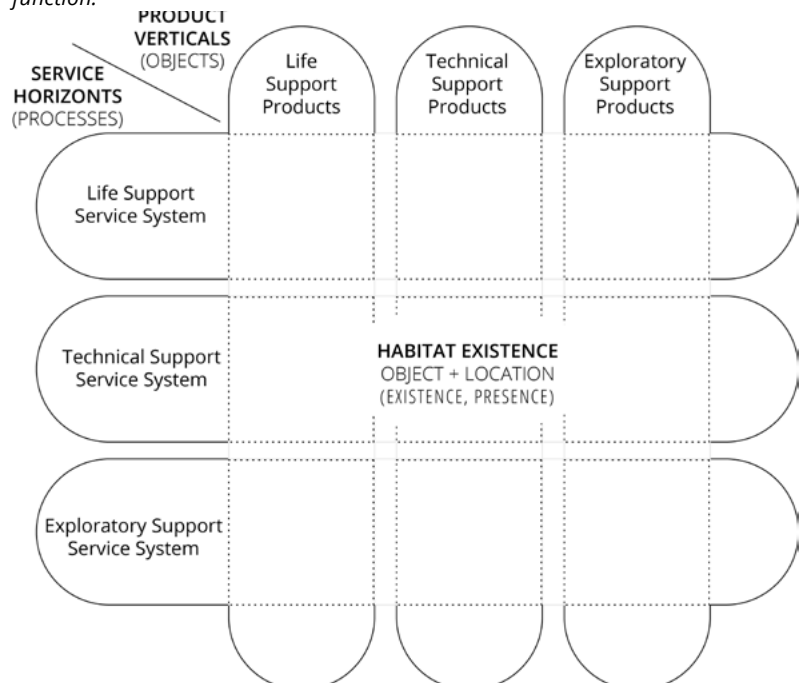 function.
PRODUCT
VERTICALS
(OBJECTS)
SERVICE
HORIZONTS
(PROCESSES)
Life
Support
Products
Technical
Support
Products
Exploratory
Support
Products
Life Support
Service System
Technical Support
Service System
HABITAT EXISTENCE
OBJECT + LOCATION
(EXISTENCE, PRESENCE)
Exploratory Support
Service System